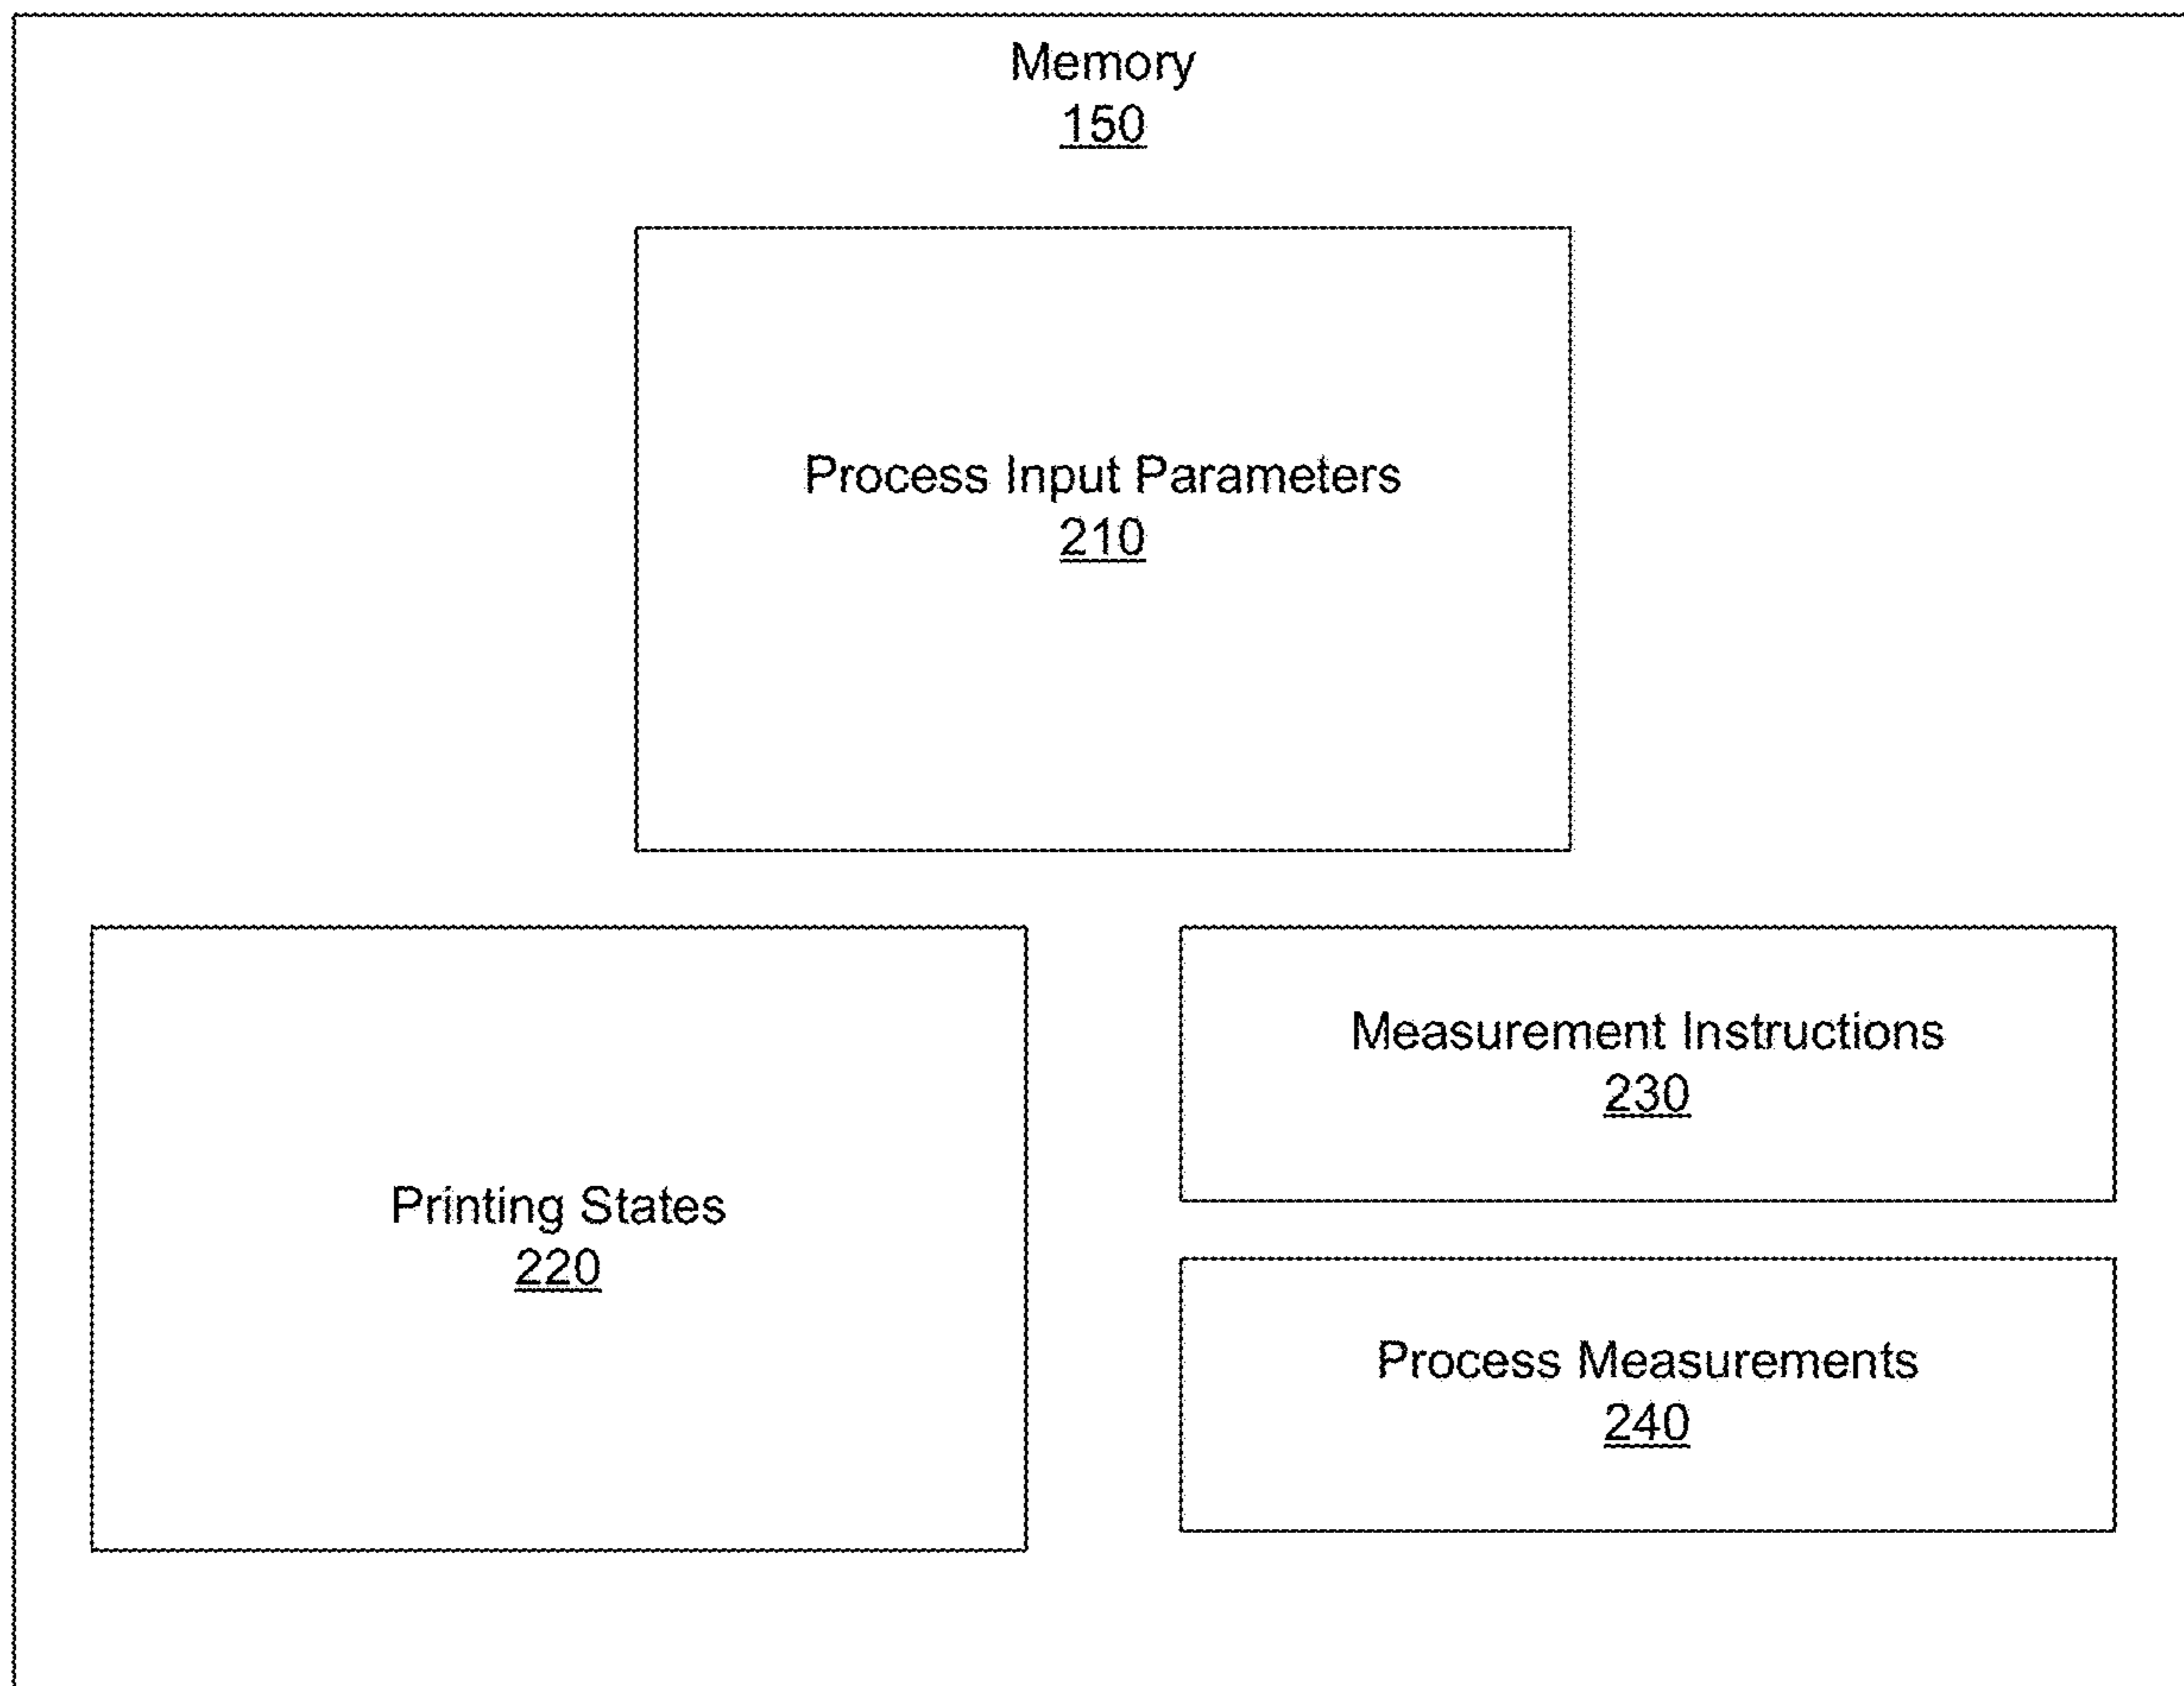 Memory
150
Process Input Parameters
210
Printing States
220
Measurement Instructions
230
Process Measurements
240